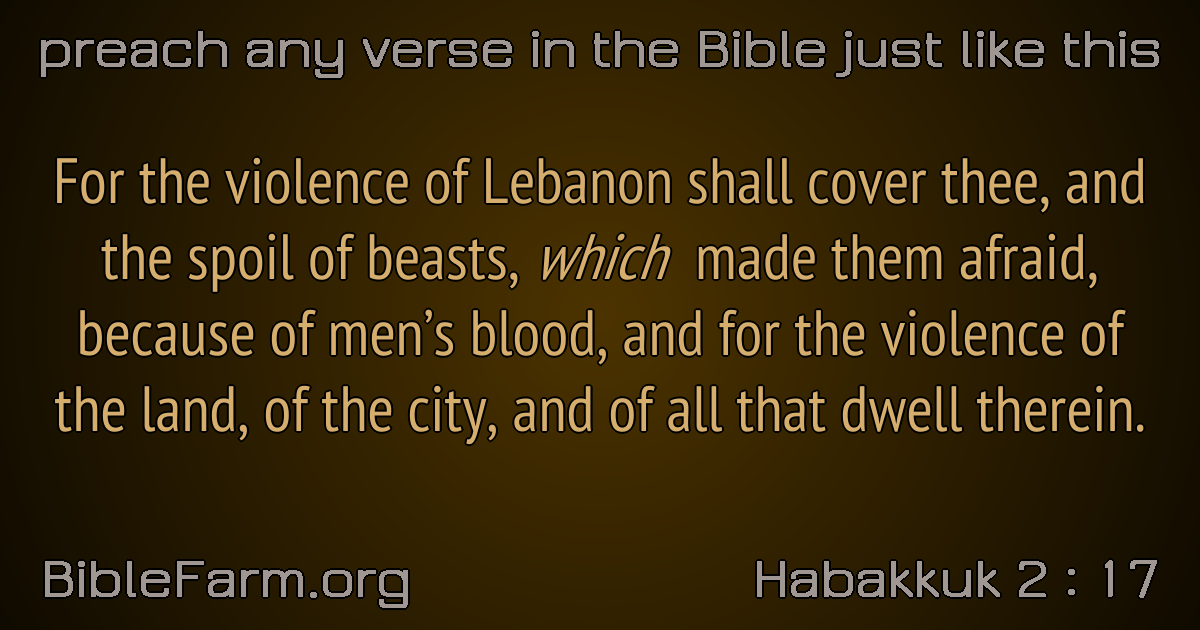 preach any verse in the Bible just like this
For the violence of Lebanon shall cover thee, and
the spoil of beasts, which made them afraid,
because of men’s blood, and for the violence of
the land, of the city, and of all that dwell therein.
BibleFarm.org
Habakkuk 2 : 17